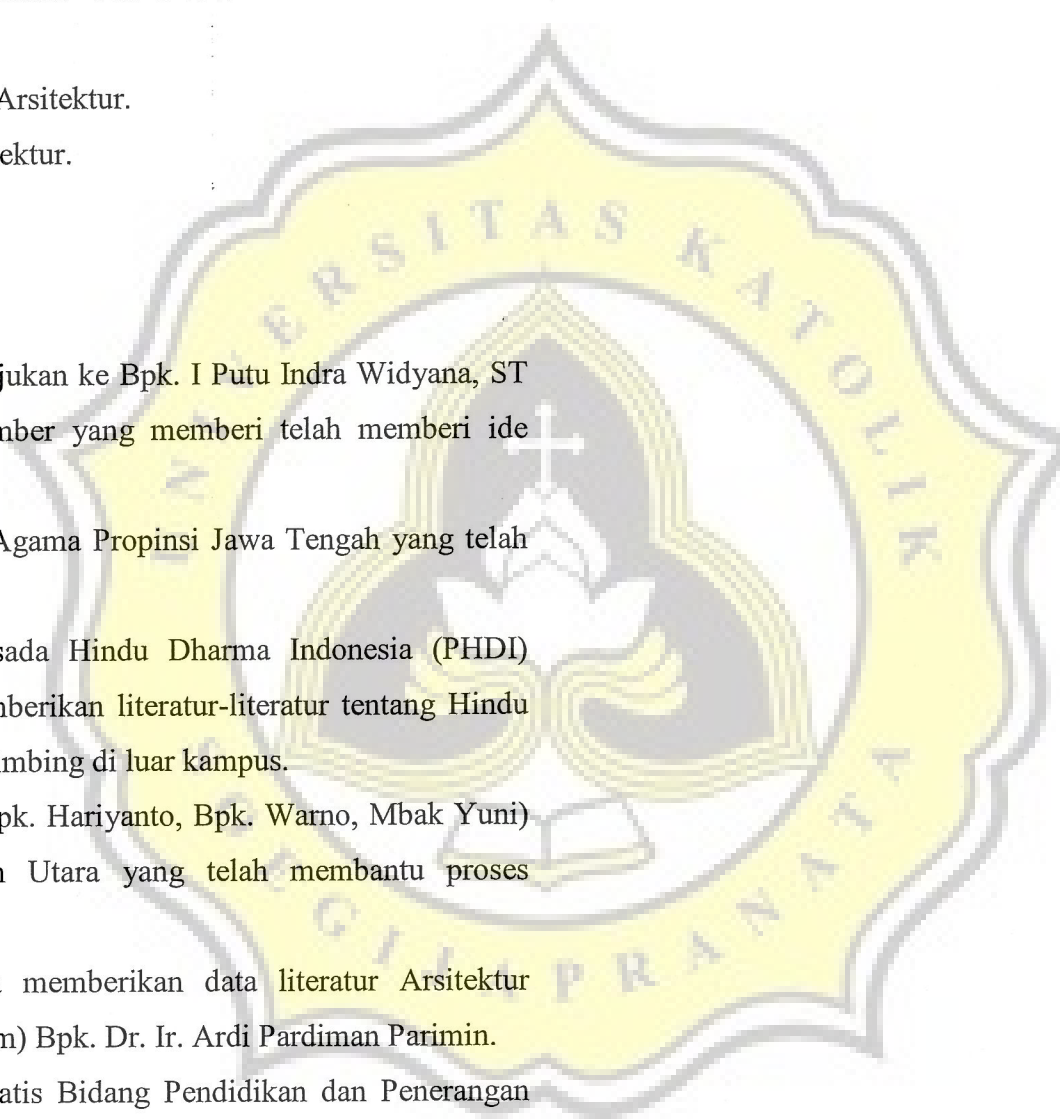 Arsitektur.
ektur.
jukan ke Bpk. I Putu Indra Widyana, ST
mber yang memberi telah memberi ide
Agama Propinsi Jawa Tengah yang telah
sada Hindu Dharma Indonesia (PHDI)
nberikan literatur-literatur tentang Hindu
mbing di luar kampus.
pk. Hariyanto, Bpk. Warno, Mbak Yuni)
n Utara yang telah membantu proses
memberikan data literatur Arsitektur
m) Bpk. Dr. Ir. Ardi Pardiman Parimin.
atis Bidang Pendidikan dan Penerangan
UNIVERSITAS KATOLIK
SOEGIJAPRANATA